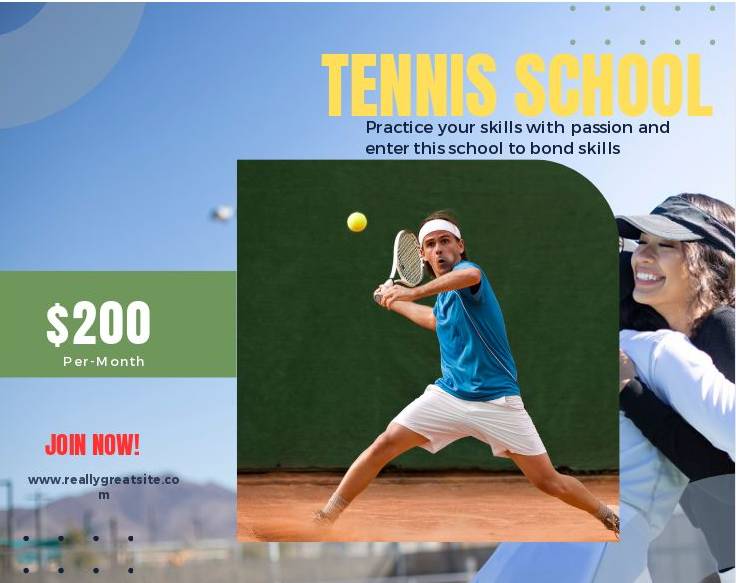 TENNIS SCHOOL
Practice your skills with passion and
enter this school to bond skills
$200
Per-Month
JOIN NOW!
www.reallygreatsite.co
m